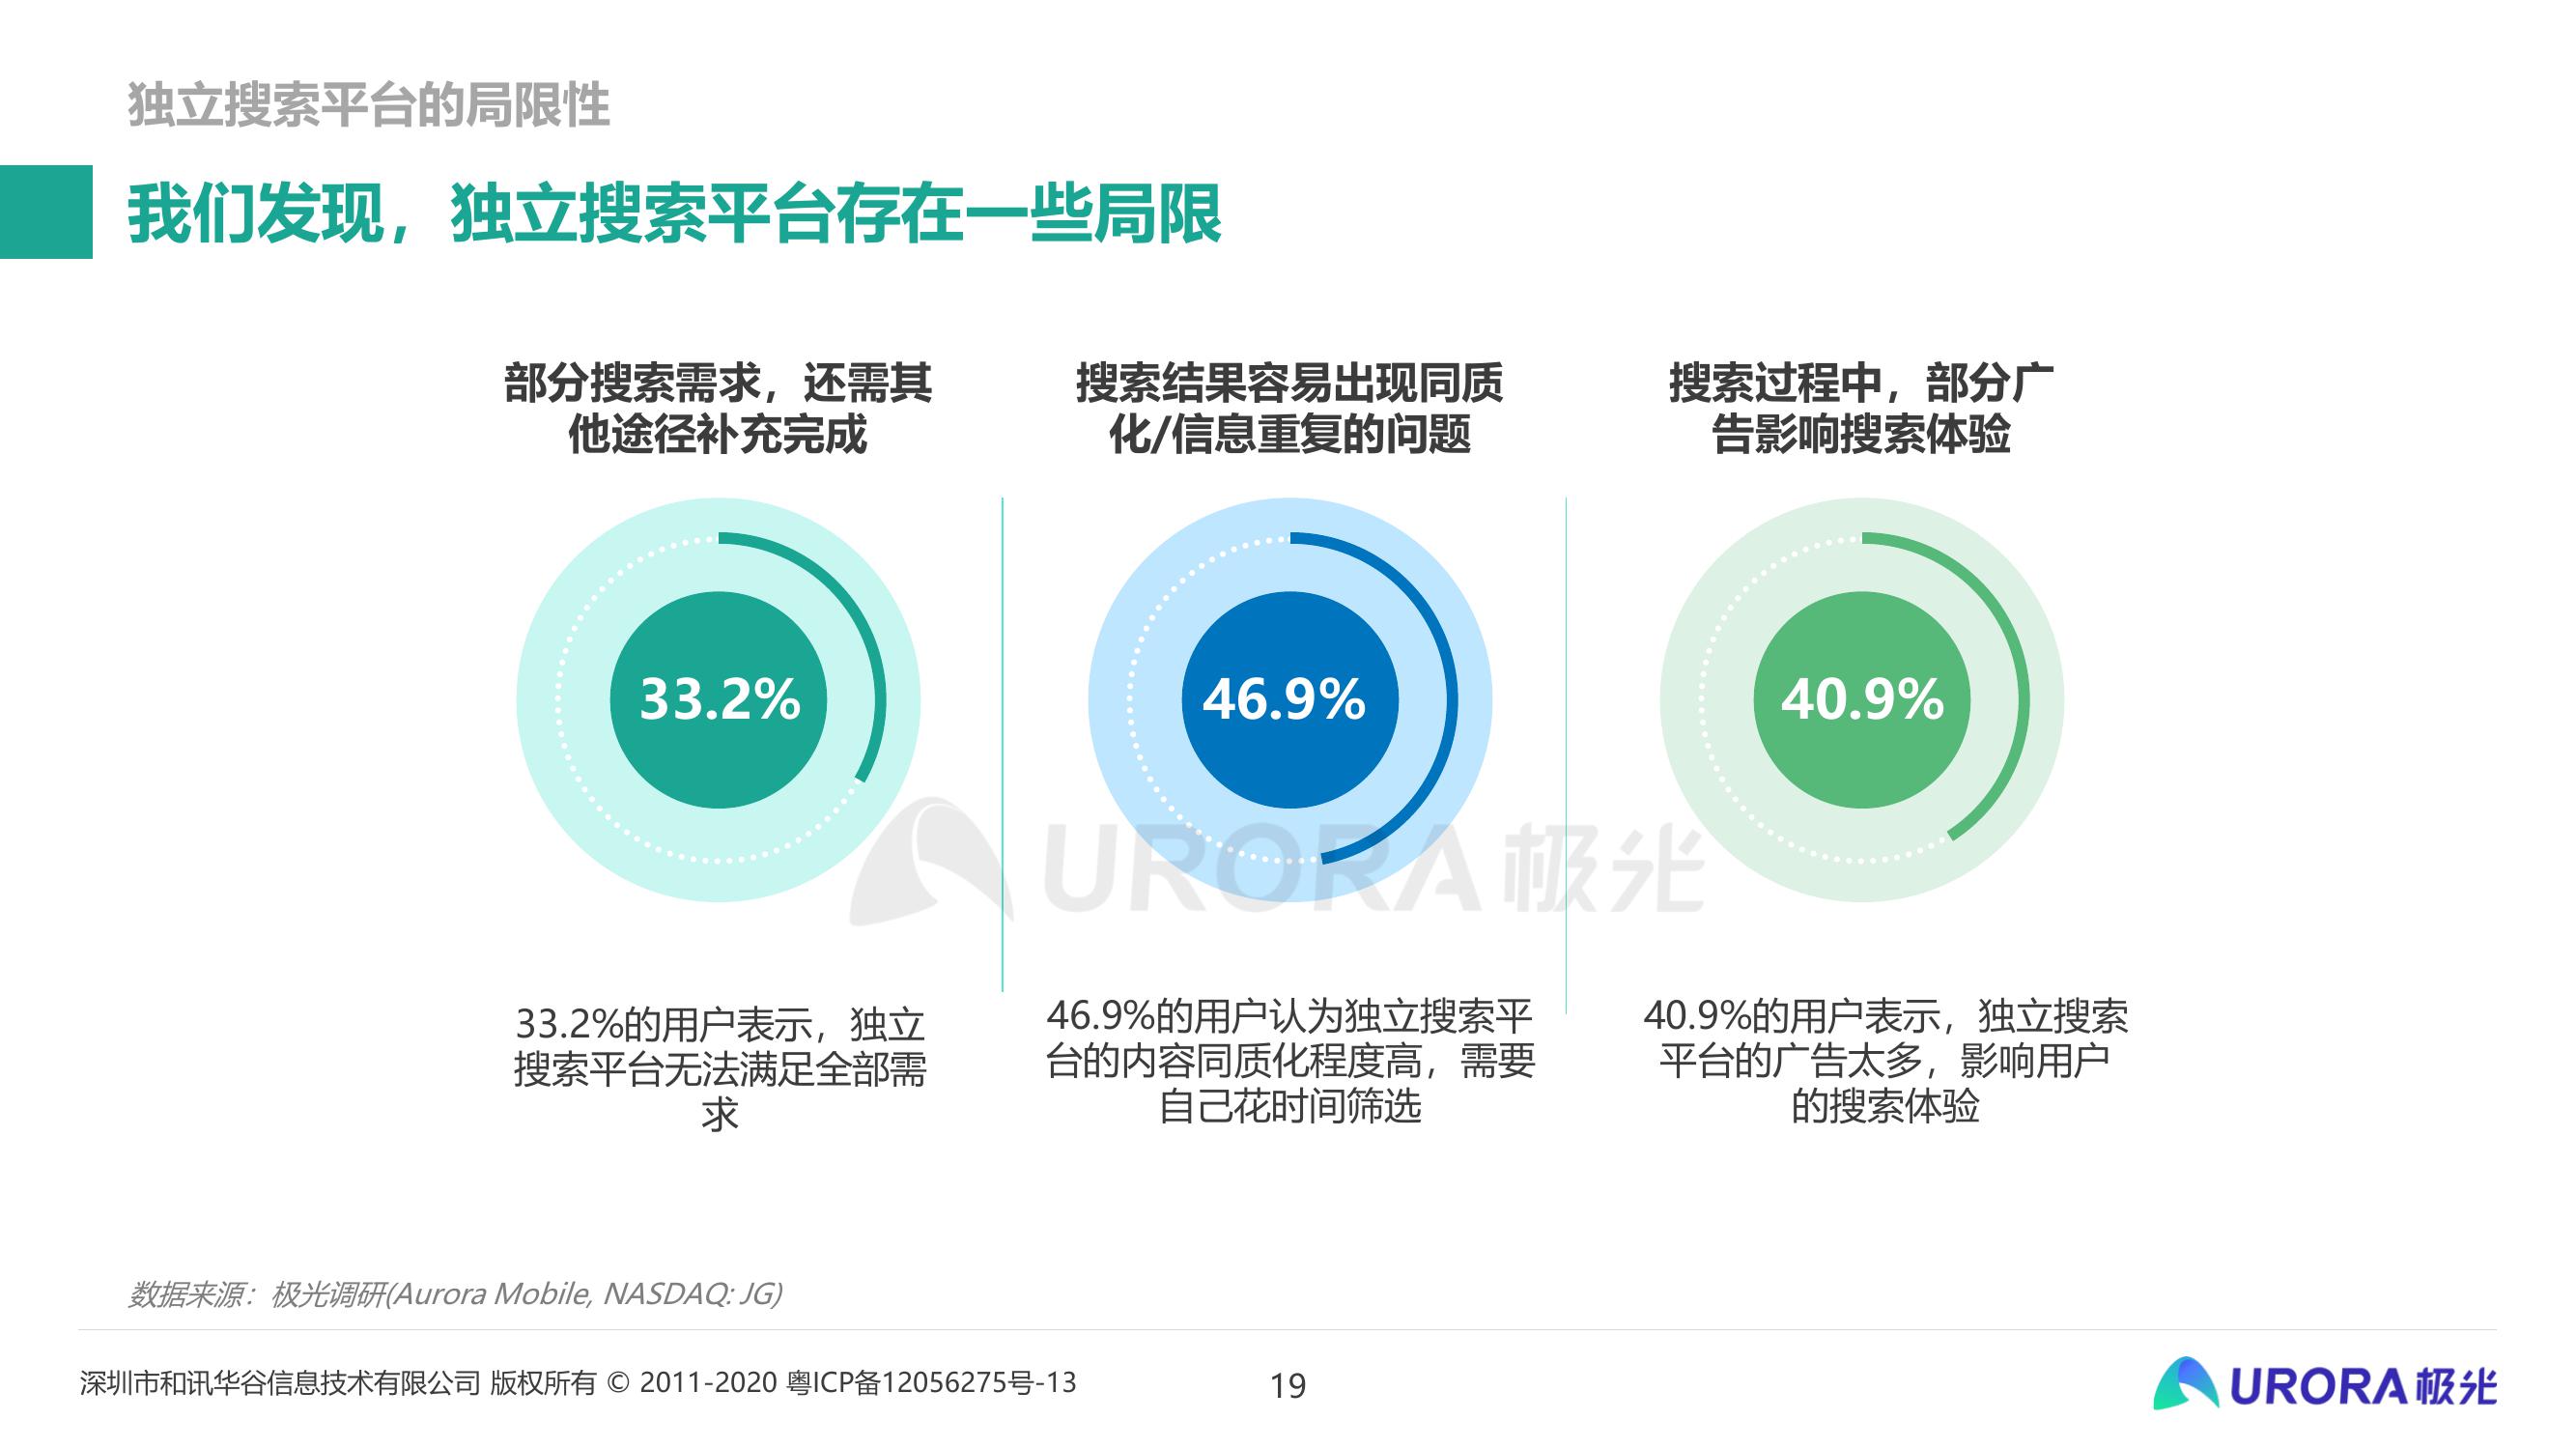 独立搜索平台的局限性
我们发现，独立搜索平台存在一些局限
部分搜索需求，还需其
他途径补充完成
33.2%
33.2%的用户表示，独立
搜索平台无法满足全部需
求
搜索结果容易出现同质
化/信息重复的问题
46.9%
46.9%的用户认为独立搜索平
台的内容同质化程度高，需要
自己花时间筛选
搜索过程中，部分广
告影响搜索体验
40.9%
40.9%的用户表示，独立搜索
平台的广告太多，影响用户
的搜索体验
URORA 极光
数据来源：极光调研(Aurora Mobile, NASDAQ: JG)
深圳市和讯华谷信息技术有限公司 版权所有 © 2011-2020 粤ICP备12056275号-13
19
URORA 极光